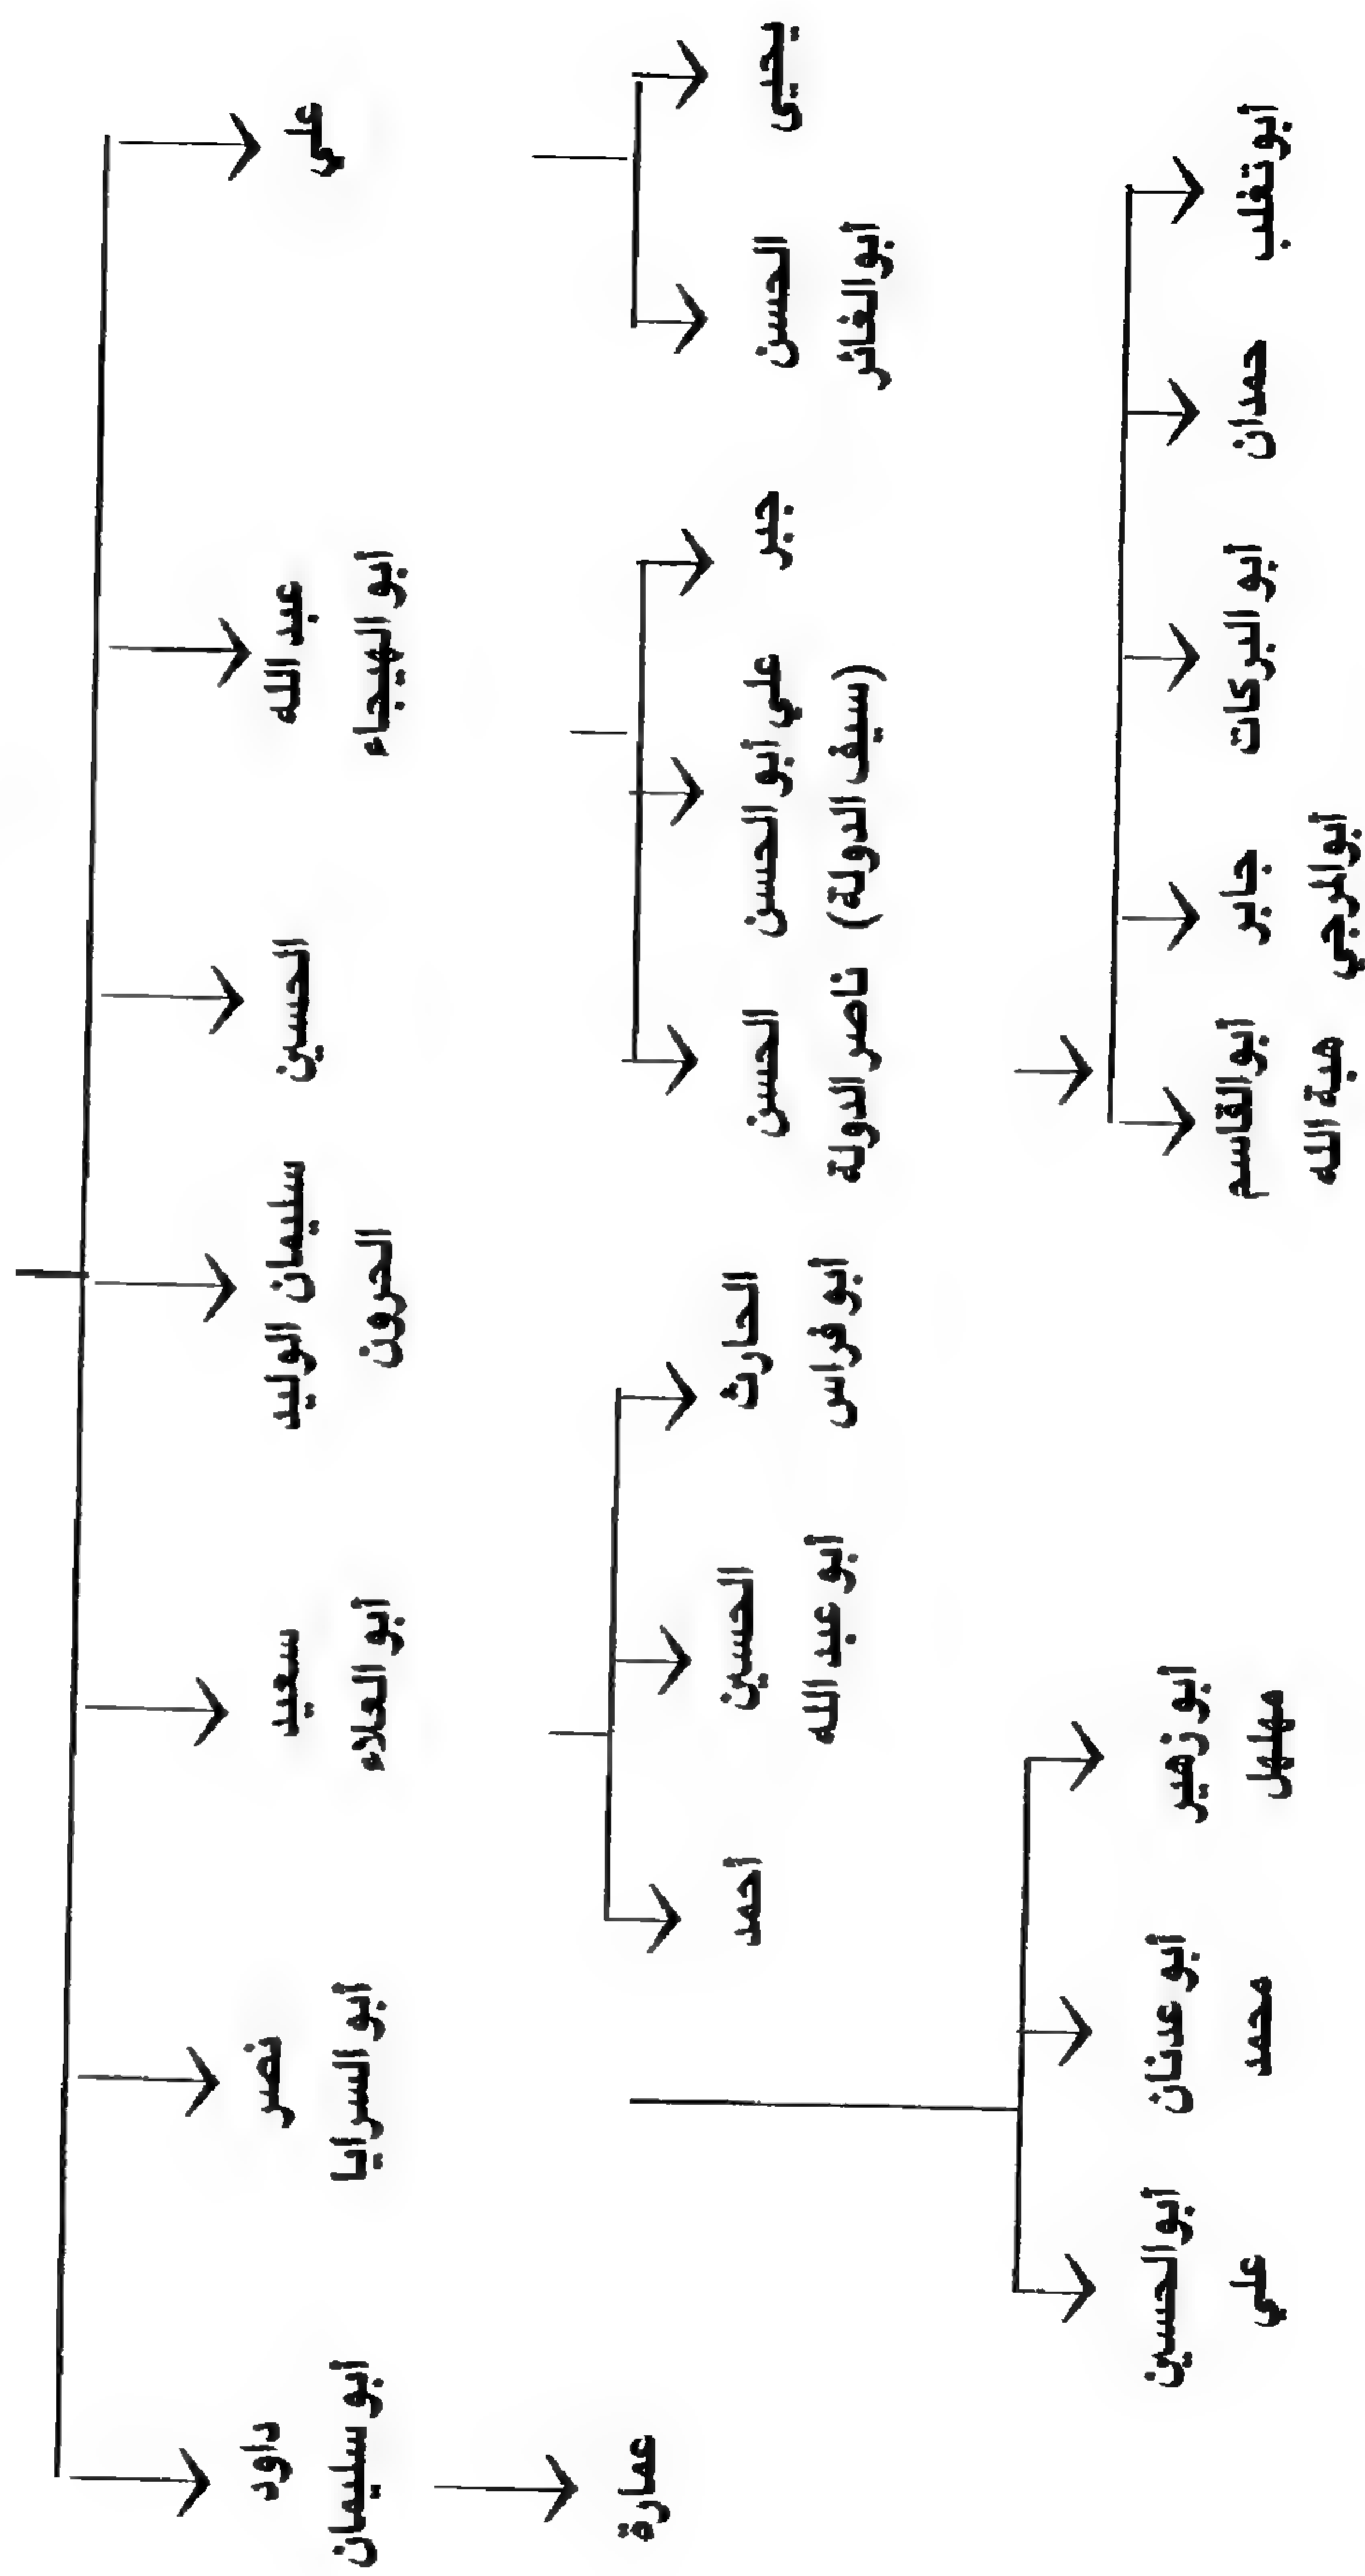 علي
عبد الله
أبو الهيجاء
الحسين
سليمان الوليد
الحرون
سعيد
أبو العلاء
نصر
أبو السرايا
داود
أبو سليمان
يحيى
الحسن
أبو الغائر
جبر
علي أبو الحسن
(سيف الدولة)
الحسن
ناصر الدولة
الحارث
أبو فراس
الحسين
أبو عبد الله
أحمد
عمارة
أبو تغلب
حمدان
أبو البركات
جابر
أبو المرجي
أبو القاسم
هبة الله
أبو زهير
مهلهل
أبو عدنان
محمد
أبو الحسين
علي